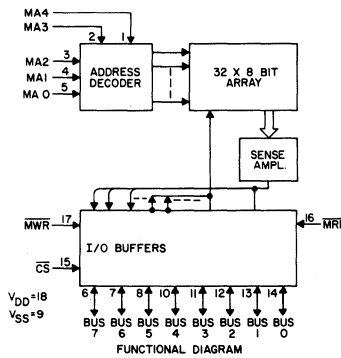 MA4
MA3
2 1
MA2 3
MA1 4
MA 0 5
ADDRESS
DECODER
32 X 8 BIT
ARRAY
SENSE
AMPL.
MWR 17
16 MRD
I/O BUFFERS
CS 15
VDD=18
VSS=9
6 7 8 10 11 12 13 14
BUS BUS BUS BUS BUS BUS BUS BUS
7 6 5 4 3 2 1 0
FUNCTIONAL DIAGRAM